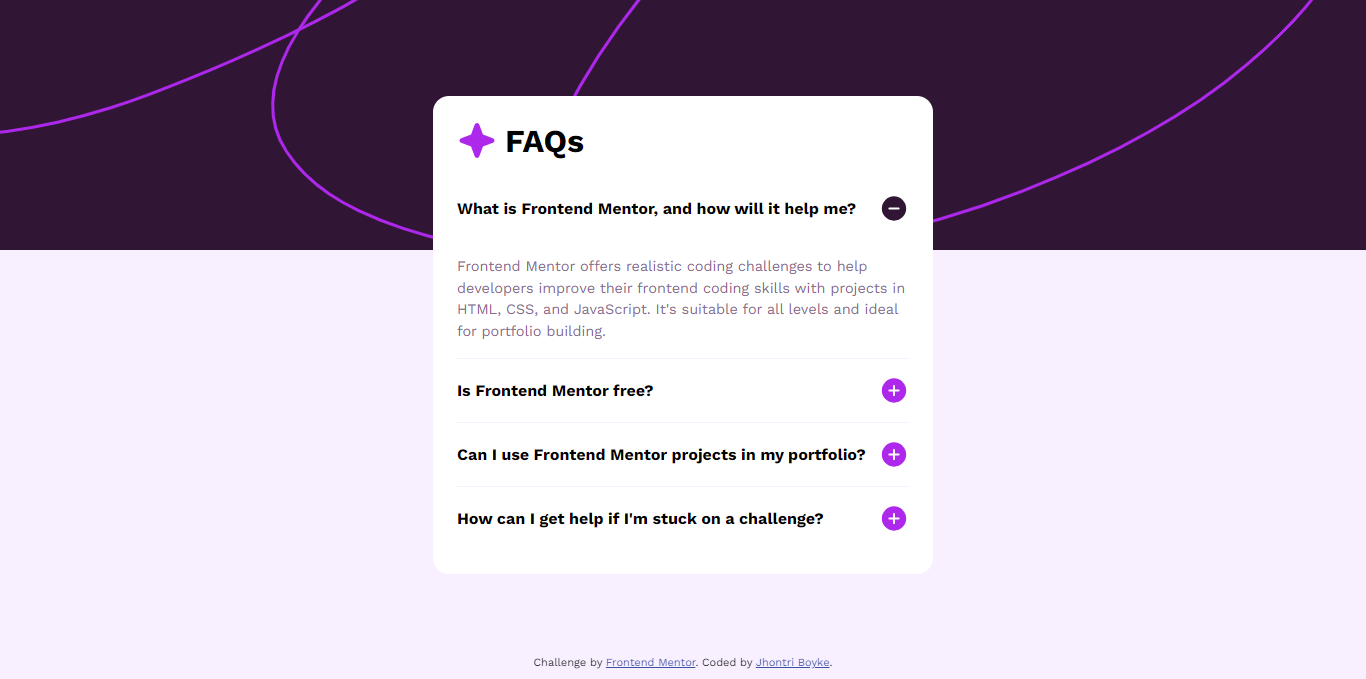 FAQs
What is Frontend Mentor, and how will it help me?
Frontend Mentor offers realistic coding challenges to help
developers improve their frontend coding skills with projects in
HTML, CSS, and JavaScript. It's suitable for all levels and ideal
for portfolio building.
Is Frontend Mentor free?
Can I use Frontend Mentor projects in my portfolio?
How can I get help if I'm stuck on a challenge?
Challenge by Frontend Mentor. Coded by Jhontri Boyke.